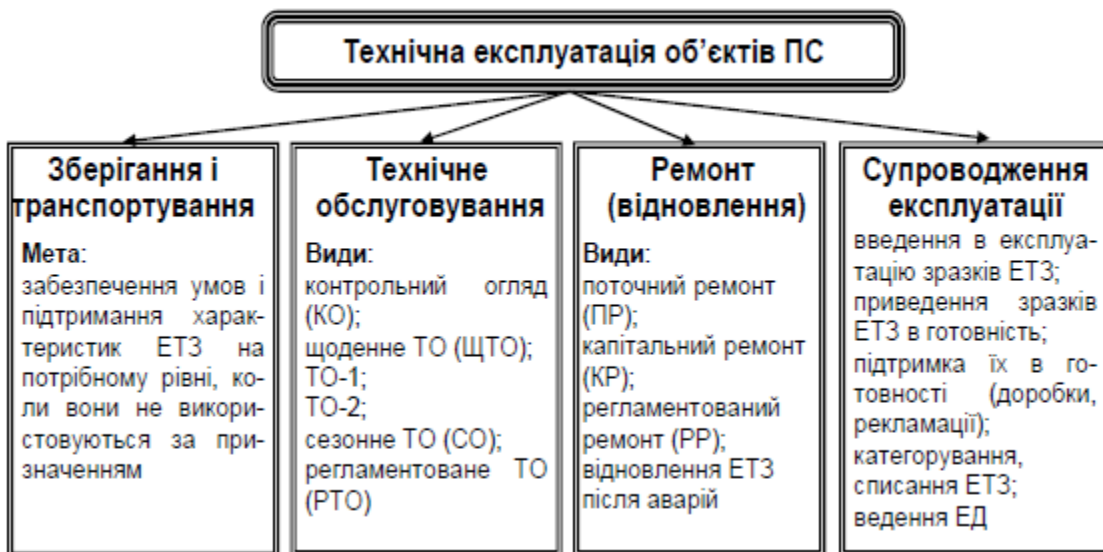 Технічна експлуатація об’єктів ПС
Зберігання і
транспортування
Мета:
забезпечення умов і
підтримання харак-
теристик ЕТЗ на
потрібному рівні, ко-
ли вони не викори-
стовуються за при-
значенням
Технічне
обслуговування
Види:
контрольний огляд
(КО);
щоденне ТО (ЩТО);
ТО-1;
ТО-2;
сезонне ТО (СО);
регламентоване ТО
(РТО)
Ремонт
(відновлення)
Види:
поточний ремонт
(ПР);
капітальний ремонт
(КР);
регламентований
ремонт (РР);
відновлення ЕТЗ
після аварій
Супроводження
експлуатації
введення в експлуа-
тацію зразків ЕТЗ;
приведення зразків
ЕТЗ в готовність;
підтримка їх в го-
товності (доробки,
рекламації);
категорування,
списання ЕТЗ;
ведення ЕД